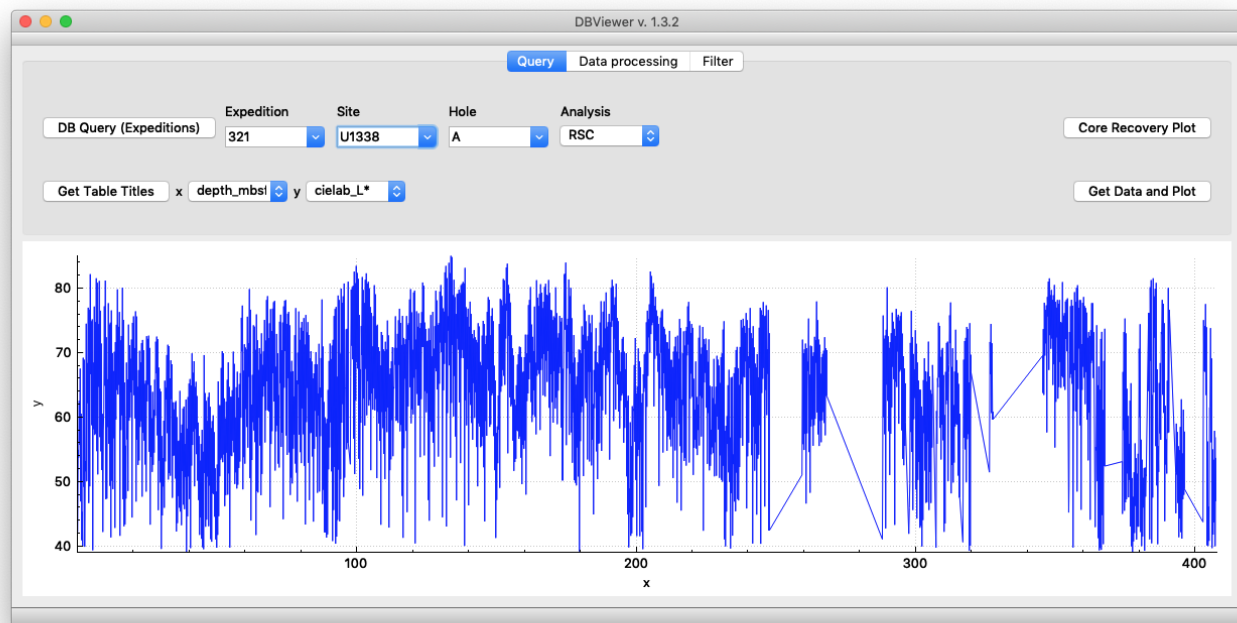 DBViewer v. 1.3.2
Query Data processing Filter
Expedition Site Hole Analysis
DB Query (Expeditions) 321 U1338 A RSC Core Recovery Plot
Get Table Titles x depth_mbsf y cielab_L* Get Data and Plot
80
70
60
50
40
y
100 200 300 400
x